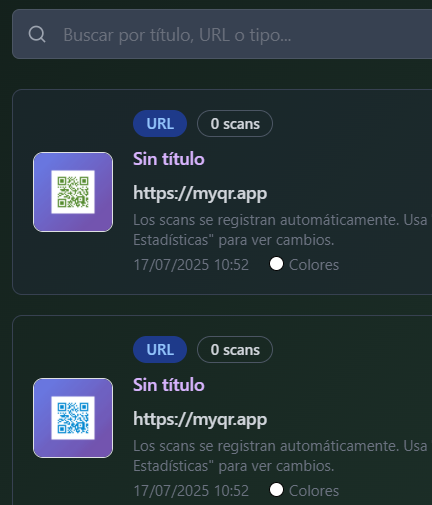 Buscar por título, URL o tipo...
URL 0 scans
Sin título
https://myqr.app
Los scans se registran automáticamente. Usa
Estadísticas" para ver cambios.
17/07/2025 10:52 Colores
URL 0 scans
Sin título
https://myqr.app
Los scans se registran automáticamente. Usa
Estadísticas" para ver cambios.
17/07/2025 10:52 Colores